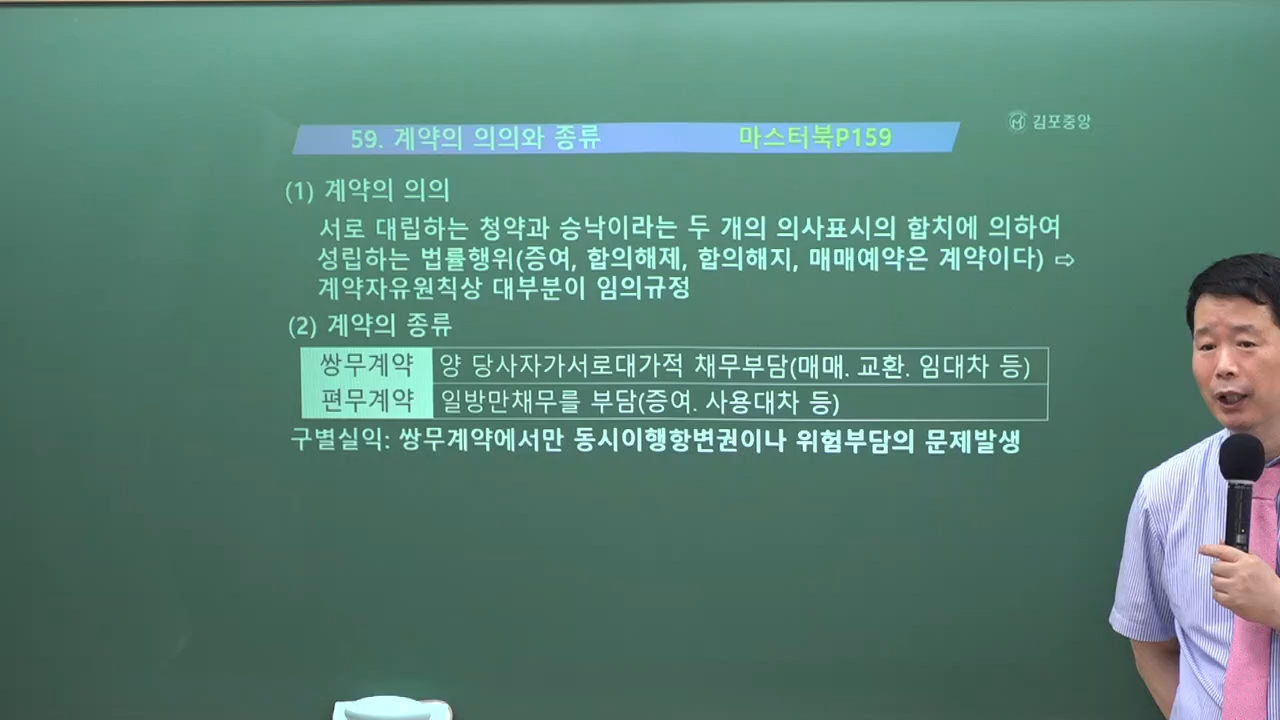 59. 계약의 의의와 종류 마스터북P159
김포중앙
(1) 계약의 의의
서로 대립하는 청약과 승낙이라는 두 개의 의사표시의 합치에 의하여
성립하는 법률행위(증여, 합의해제, 합의해지, 매매예약은 계약이다) ⇨
계약자유원칙상 대부분이 임의규정
(2) 계약의 종류
쌍무계약 양 당사자가서로대가적 채무부담(매매. 교환. 임대차 등)
편무계약 일방만채무를 부담(증여. 사용대차 등)
구별실익: 쌍무계약에서만 동시이행항변권이나 위험부담의 문제발생